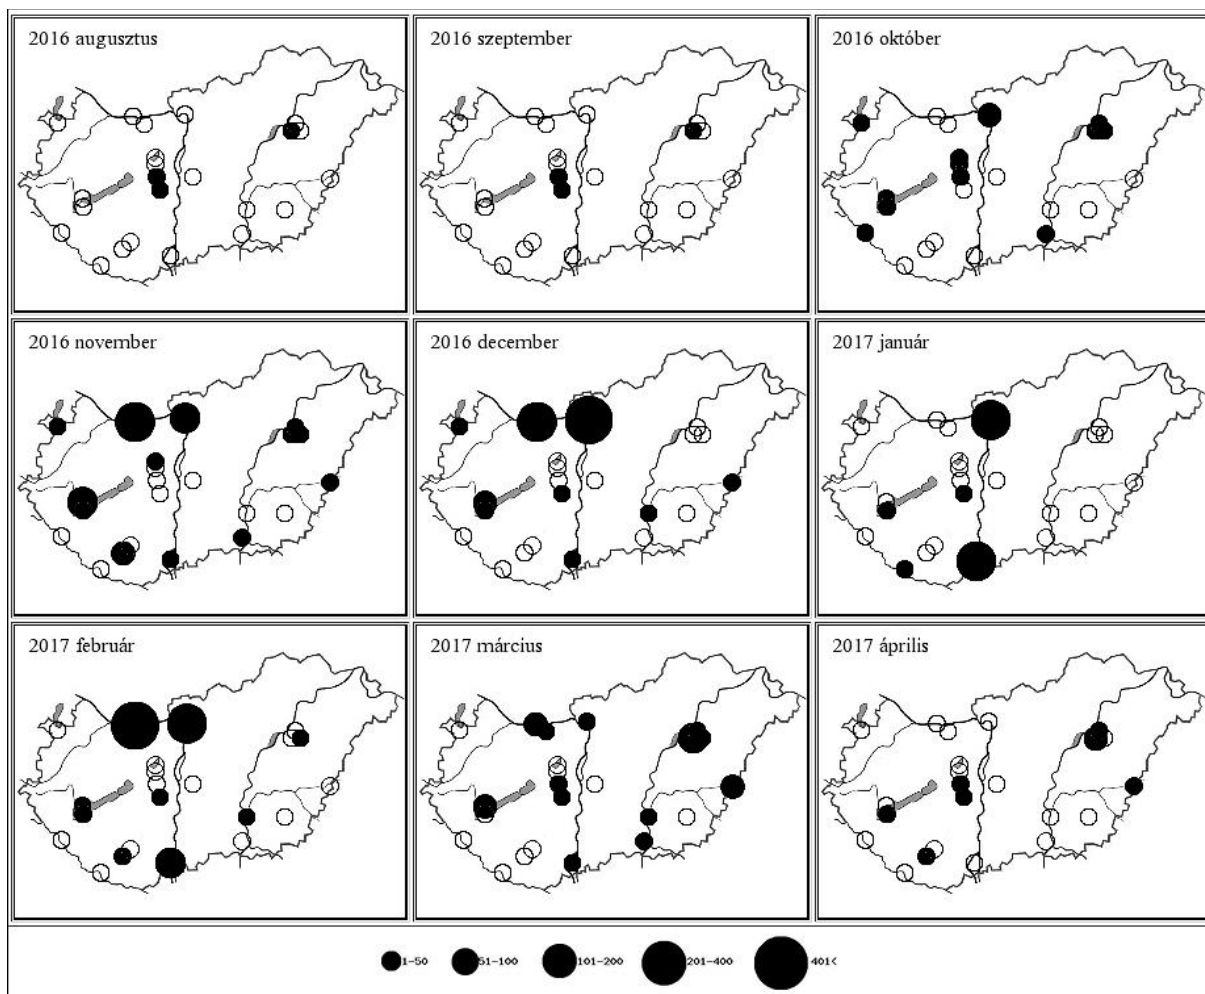 2016 augusztus
2016 szeptember
2016 október
2016 november
2016 december
2017 január
2017 február
2017 március
2017 április
1-50
51-100
101-200
201-400
401<